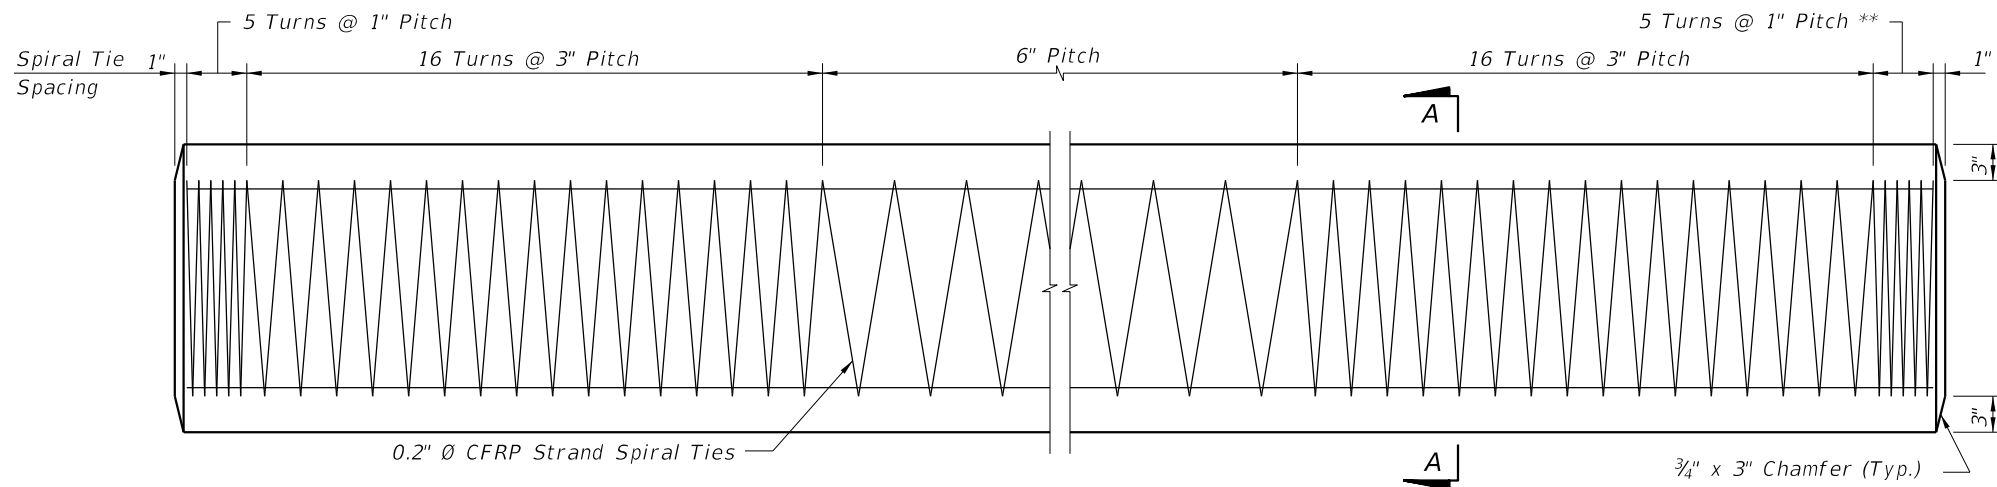 5 Turns @ 1" Pitch
5 Turns @ 1" Pitch **
Spiral Tie
Spacing
1"
16 Turns @ 3" Pitch
6" Pitch
16 Turns @ 3" Pitch
1"
A
3"
3"
0.2" Ø CFRP Strand Spiral Ties
A
¾" x 3" Chamfer (Typ.)